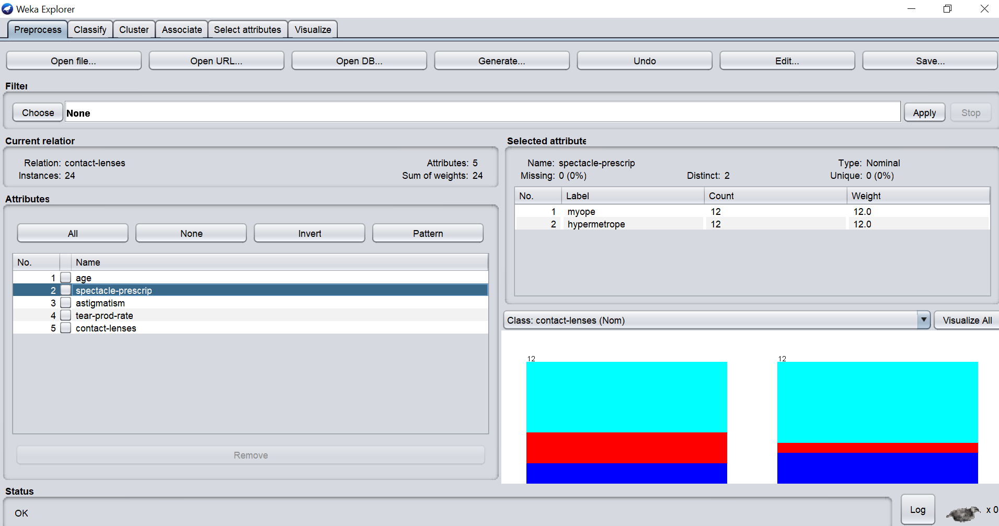 Weka Explorer
Preprocess Classify Cluster Associate Select attributes Visualize
Open file... Open URL... Open DB... Generate... Undo Edit... Save...
Filter
Choose None Apply Stop
Current relation
Relation: contact-lenses Attributes: 5
Instances: 24 Sum of weights: 24
Attributes
All None Invert Pattern
No. Name
1 age
2 spectacle-prescrip
3 astigmatism
4 tear-prod-rate
5 contact-lenses
Remove
Selected attribute
Name: spectacle-prescrip Type: Nominal
Missing: 0 (0%) Distinct: 2 Unique: 0 (0%)
No. Label Count Weight
1 myope 12 12.0
2 hypermetrope 12 12.0
Class: contact-lenses (Nom) Visualize All
12 12
Status
OK
Log x 0